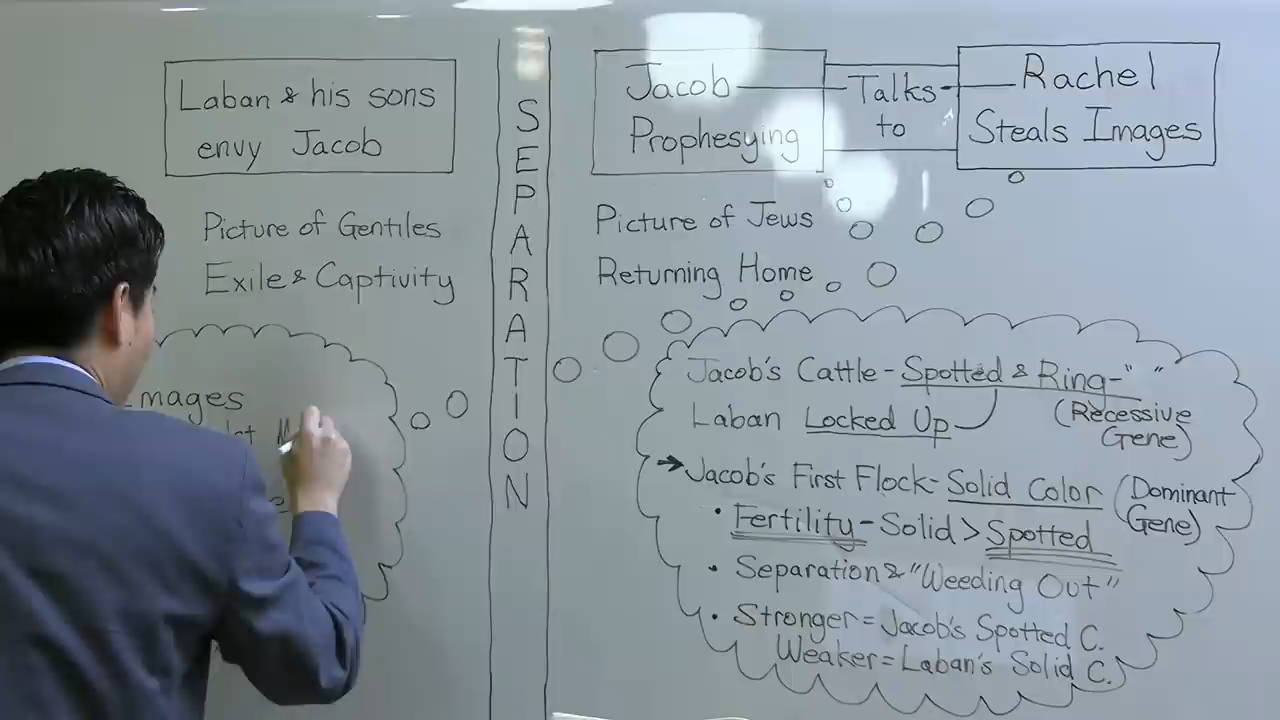 Laban & his sons
envy Jacob
Picture of Gentiles
Exile & Captivity
mages
SEPARATION
Jacob
Prophesying
Talks
to
Rachel
Steals Images
Picture of Jews
Returning Home
Jacob's Cattle - Spotted & Ring-" "
Laban Locked Up
(Recessive
Gene)
Jacob's First Flock - Solid Color (Dominant
Gene)
• Fertility - Solid > Spotted
• Separation & "Weeding Out"
• Stronger = Jacob's Spotted C.
Weaker = Laban's Solid C.